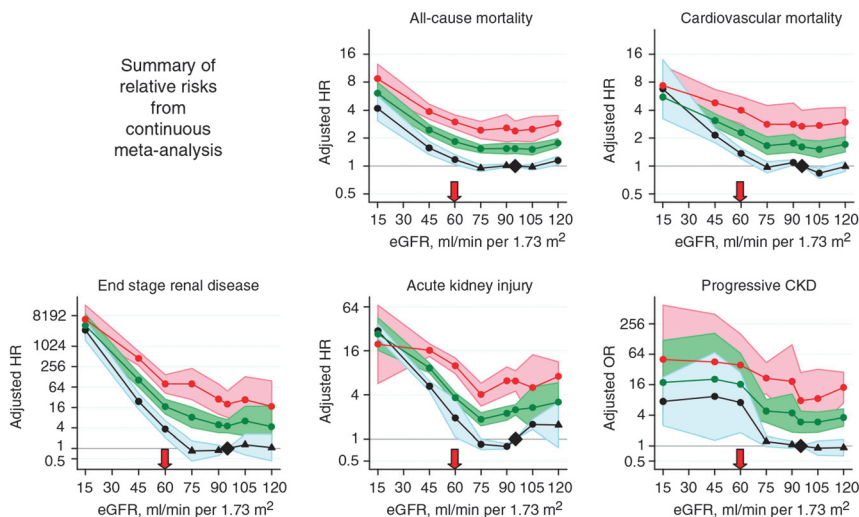 Summary of
relative risks
from
continuous
meta-analysis
All-cause mortality
Adjusted HR
16
8
4
2
1
0.5
15 30 45 60 75 90 105 120
eGFR, ml/min per 1.73 m²
Cardiovascular mortality
Adjusted HR
16
8
4
2
1
0.5
15 30 45 60 75 90 105 120
eGFR, ml/min per 1.73 m²
End stage renal disease
Adjusted HR
8192
1024
256
64
16
4
1
0.5
15 30 45 60 75 90 105 120
eGFR, ml/min per 1.73 m²
Acute kidney injury
Adjusted HR
64
16
4
1
0.5
15 30 45 60 75 90 105 120
eGFR, ml/min per 1.73 m²
Progressive CKD
Adjusted OR
256
64
16
4
1
0.5
15 30 45 60 75 90 105 120
eGFR, ml/min per 1.73 m²